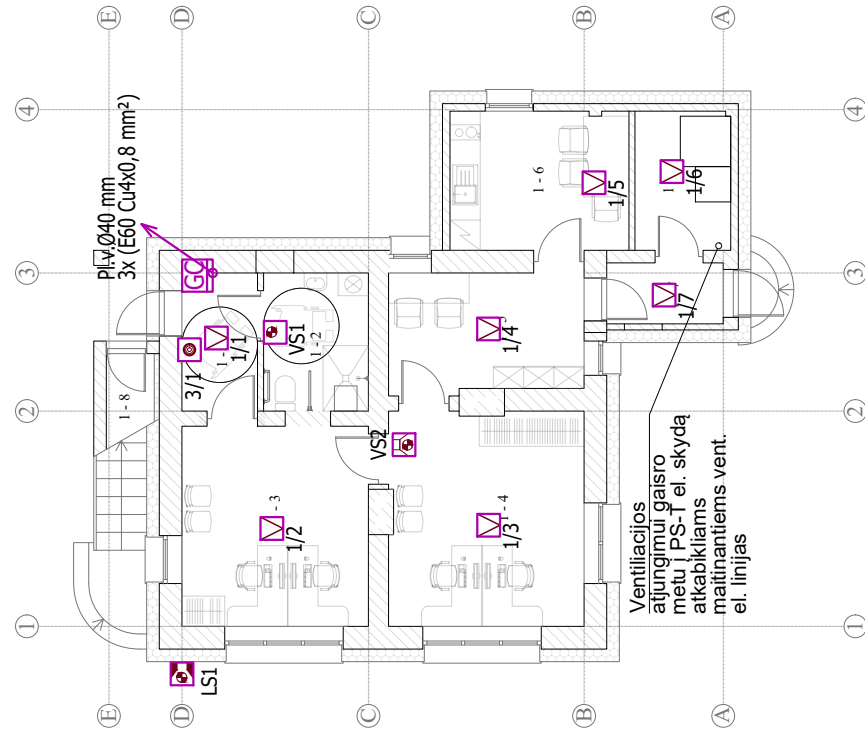 E
D
C
B
A
4
4
3
3
2
2
1
1
E
D
C
B
A
Pl.v.Ø40 mm
3x (E60 Cu4x0,8 mm²)
GC
3/1
1/1
VS1
1-2
1-8
VS2
1/2
1/3
1-4
1/4
1/5
1-6
1/6
1/7
LS1
Ventiliacijos
atjungimui gaisro
metu į PS-T el. skydą
atkabikliams
maitinantiems vent.
el. linijas